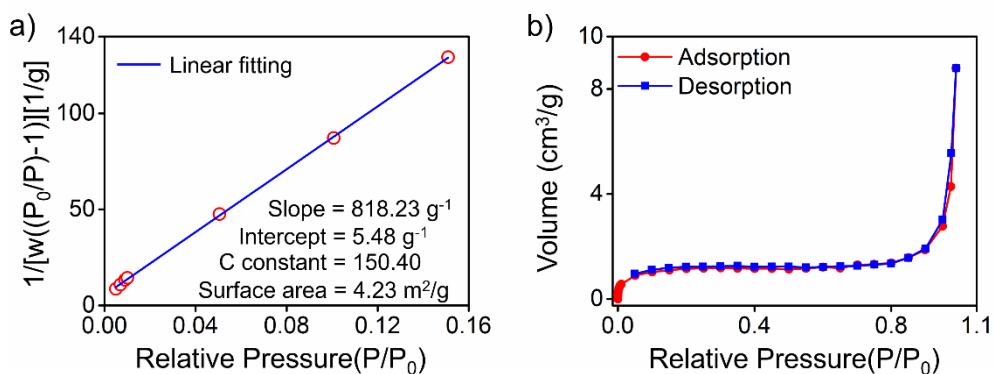 a)
1/[w((P₀/P)-1))][1/g]
140
100
50
0
Linear fitting
Slope = 818.23 g⁻¹
Intercept = 5.48 g⁻¹
C constant = 150.40
Surface area = 4.23 m²/g
0.00 0.04 0.08 0.12 0.16
Relative Pressure(P/P₀)
b)
Volume (cm³/g)
10
8
4
0
Adsorption
Desorption
0.0 0.4 0.8 1.1
Relative Pressure(P/P₀)